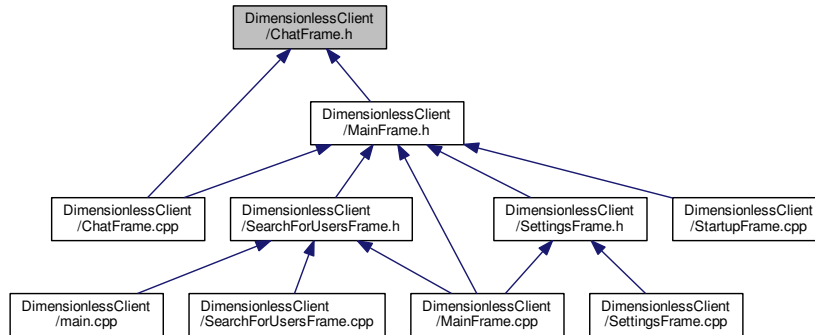 DimensionlessClient
/ChatFrame.h
DimensionlessClient
/MainFrame.h
DimensionlessClient
/ChatFrame.cpp
DimensionlessClient
/SearchForUsersFrame.h
DimensionlessClient
/SettingsFrame.h
DimensionlessClient
/StartupFrame.cpp
DimensionlessClient
/main.cpp
DimensionlessClient
/SearchForUsersFrame.cpp
DimensionlessClient
/MainFrame.cpp
DimensionlessClient
/SettingsFrame.cpp